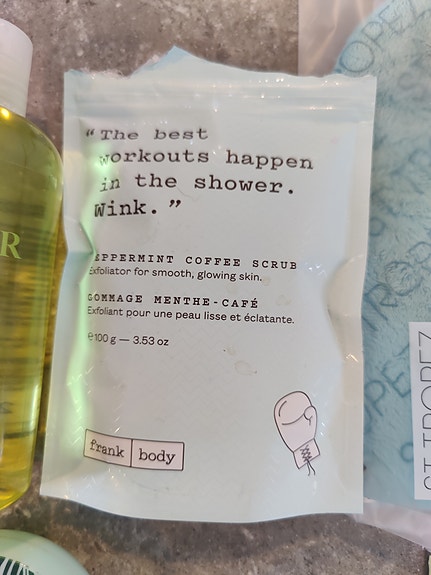 “The best
workouts happen
in the shower.
Wink.”
PEPPERMINT COFFEE SCRUB
Exfoliator for smooth, glowing skin.
GOMMAGE MENTHE-CAFÉ
Exfoliant pour une peau lisse et éclatante.
℮100 g — 3.53 oz
frank body
R
ST.TROPEZ
TROPEZ